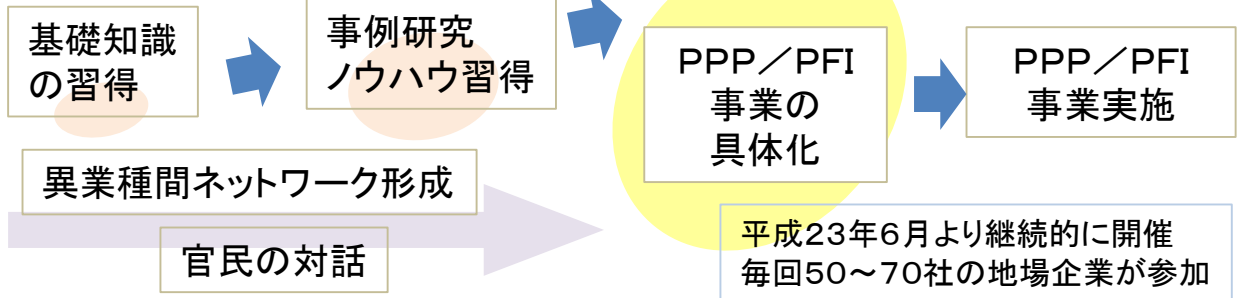 基礎知識
の習得
事例研究
ノウハウ習得
PPP／PFI
事業の
具体化
PPP／PFI
事業実施
異業種間ネットワーク形成
官民の対話
平成23年6月より継続的に開催
毎回50～70社の地場企業が参加